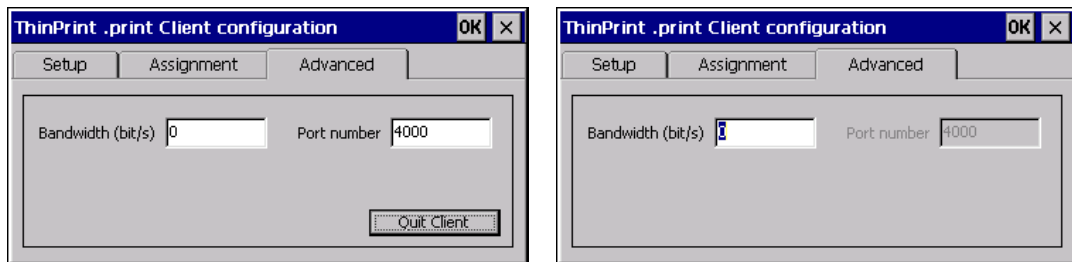 ThinPrint .print Client configuration OK ×
Setup Assignment Advanced
Bandwidth (bit/s) 0 Port number 4000
Quit Client
ThinPrint .print Client configuration OK ×
Setup Assignment Advanced
Bandwidth (bit/s) 0 Port number 4000